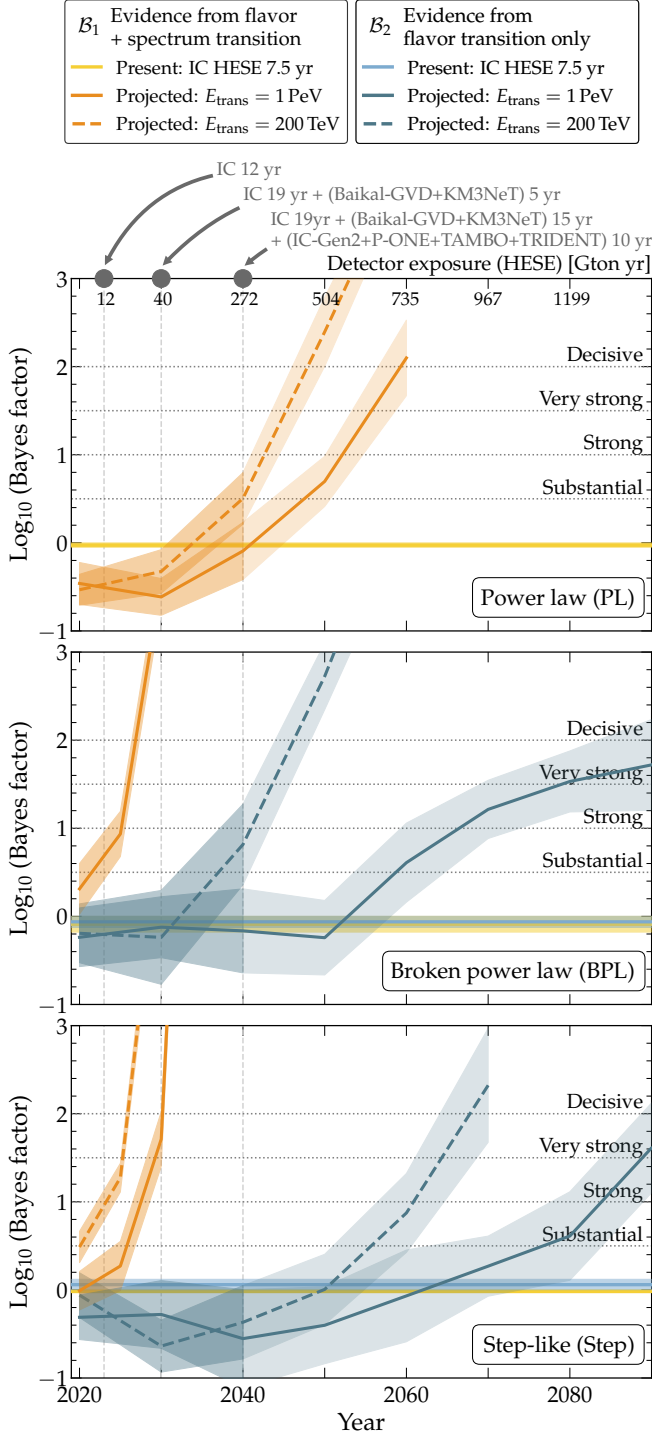 B₁ Evidence from flavor
+ spectrum transition
Present: IC HESE 7.5 yr
Projected: E_trans = 1 PeV
Projected: E_trans = 200 TeV
B₂ Evidence from
flavor transition only
Present: IC HESE 7.5 yr
Projected: E_trans = 1 PeV
Projected: E_trans = 200 TeV
IC 12 yr
IC 19 yr + (Baikal-GVD+KM3NeT) 5 yr
IC 19yr + (Baikal-GVD+KM3NeT) 15 yr
+ (IC-Gen2+P-ONE+TAMBO+TRIDENT) 10 yr
Detector exposure (HESE) [Gton yr]
12 40 272 504 735 967 1199
Log₁₀ (Bayes factor)
3
2
1
0
−1
Decisive
Very strong
Strong
Substantial
Power law (PL)
Log₁₀ (Bayes factor)
3
2
1
0
−1
Decisive
Very strong
Strong
Substantial
Broken power law (BPL)
Log₁₀ (Bayes factor)
3
2
1
0
−1
Decisive
Very strong
Strong
Substantial
Step-like (Step)
2020 2040 2060 2080
Year